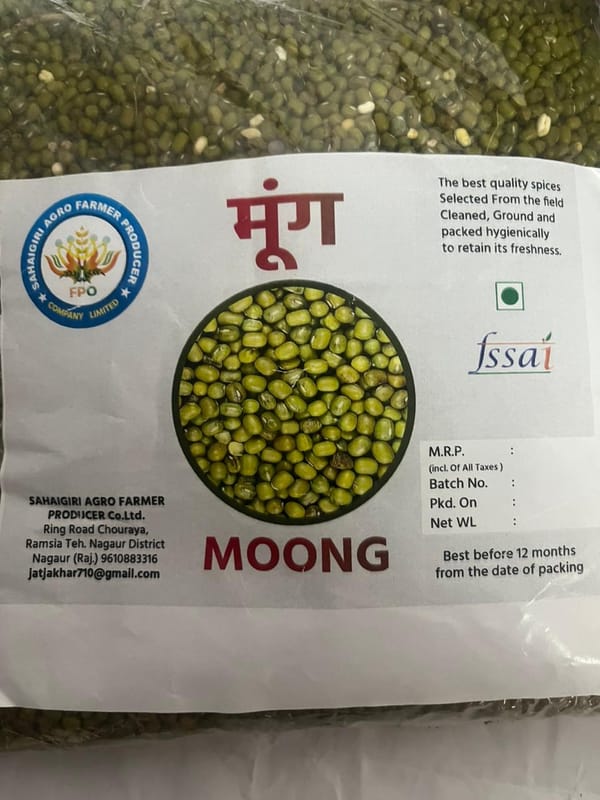 SAHAIGIRI AGRO FARMER PRODUCER
FPO
★ COMPANY LIMITED ★
मूंग
The best quality spices
Selected From the field
Cleaned, Ground and
packed hygienically
to retain its freshness.
fssai
M.R.P. :
(incl. Of All Taxes )
Batch No. :
Pkd. On :
Net WL :
SAHAIGIRI AGRO FARMER
PRODUCER Co.Ltd.
Ring Road Chouraya,
Ramsia Teh. Nagaur District
Nagaur (Raj.) 9610883316
jatjakhar710@gmail.com
MOONG
Best before 12 months
from the date of packing